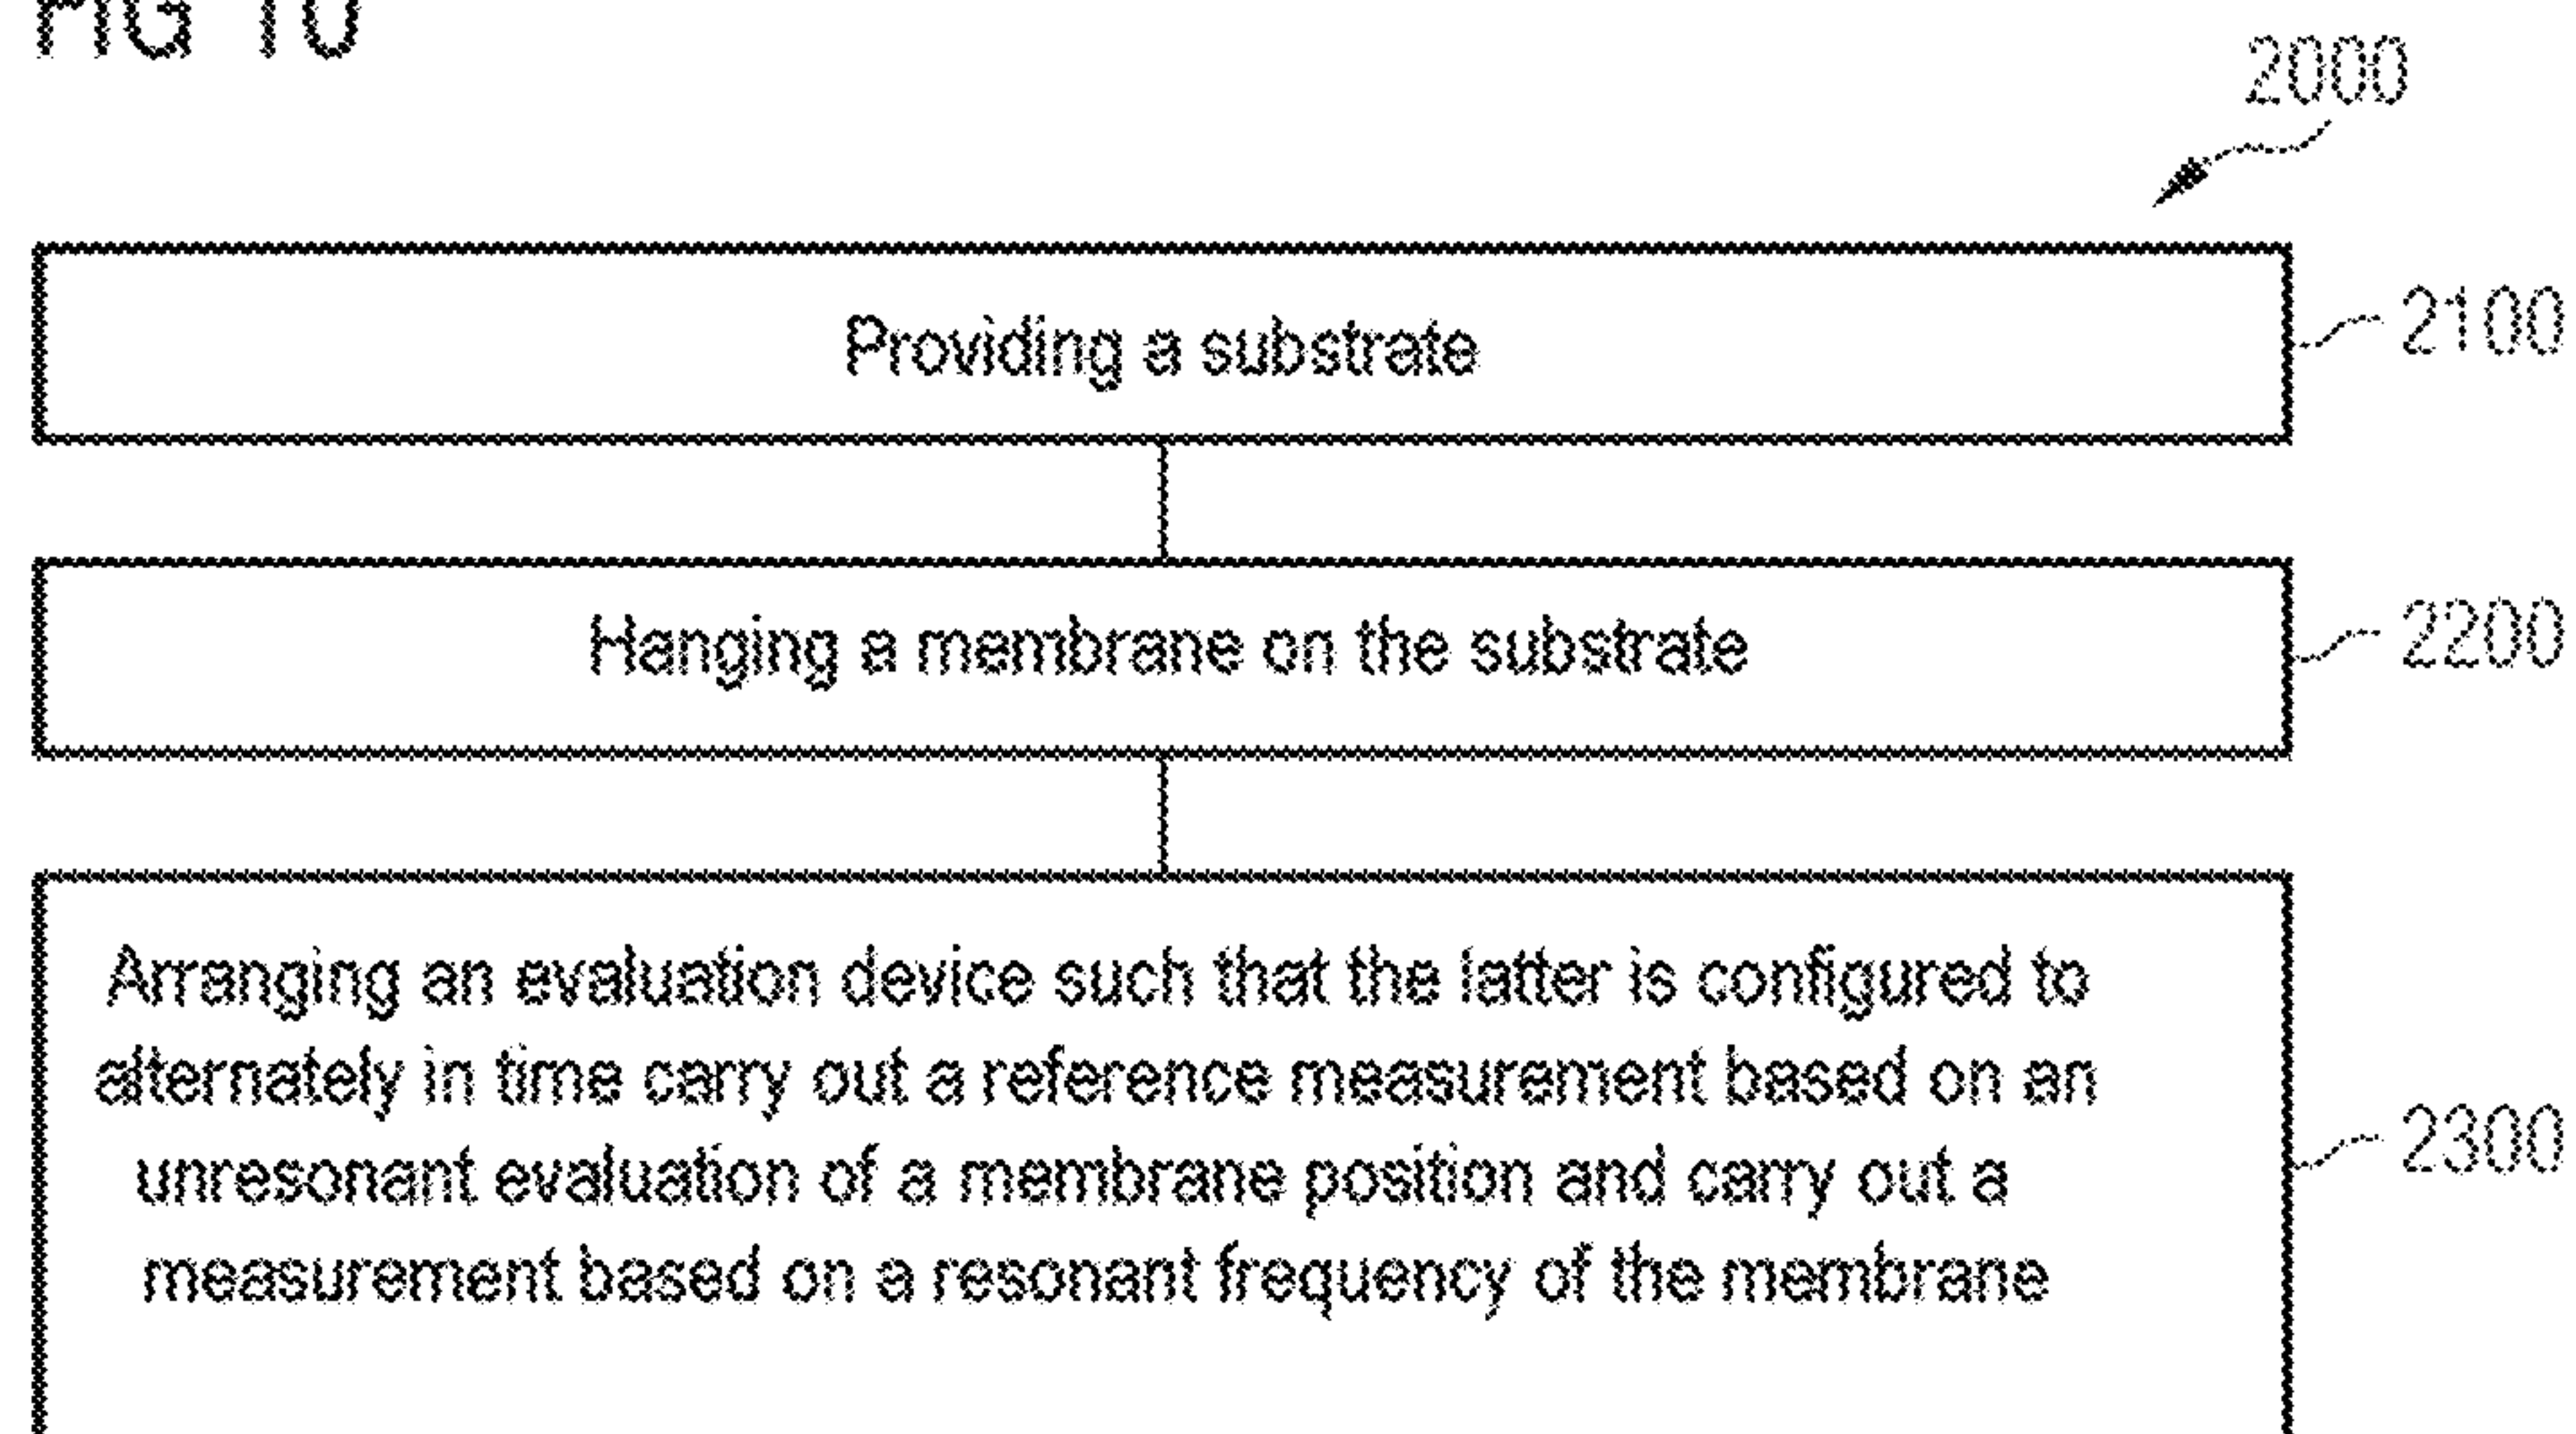 FIG 10
2000
Providing a substrate
2100
Hanging a membrane on the substrate
2200
Arranging an evaluation device such that the latter is configured to
alternately in time carry out a reference measurement based on an
unresonant evaluation of a membrane position and carry out a
measurement based on a resonant frequency of the membrane
2300